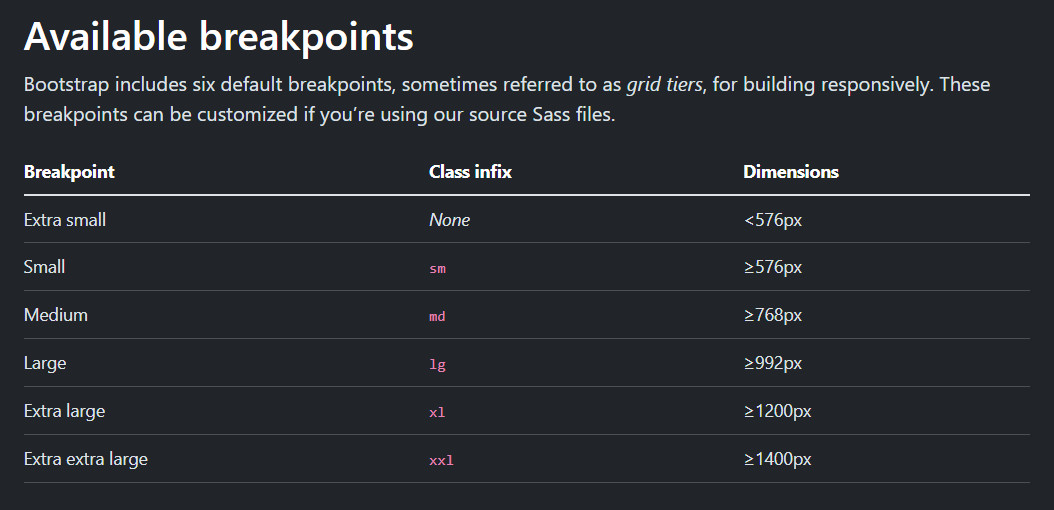 Available breakpoints
Bootstrap includes six default breakpoints, sometimes referred to as grid tiers, for building responsively. These
breakpoints can be customized if you’re using our source Sass files.
Breakpoint Class infix Dimensions
Extra small None <576px
Small sm ≥576px
Medium md ≥768px
Large lg ≥992px
Extra large xl ≥1200px
Extra extra large xxl ≥1400px